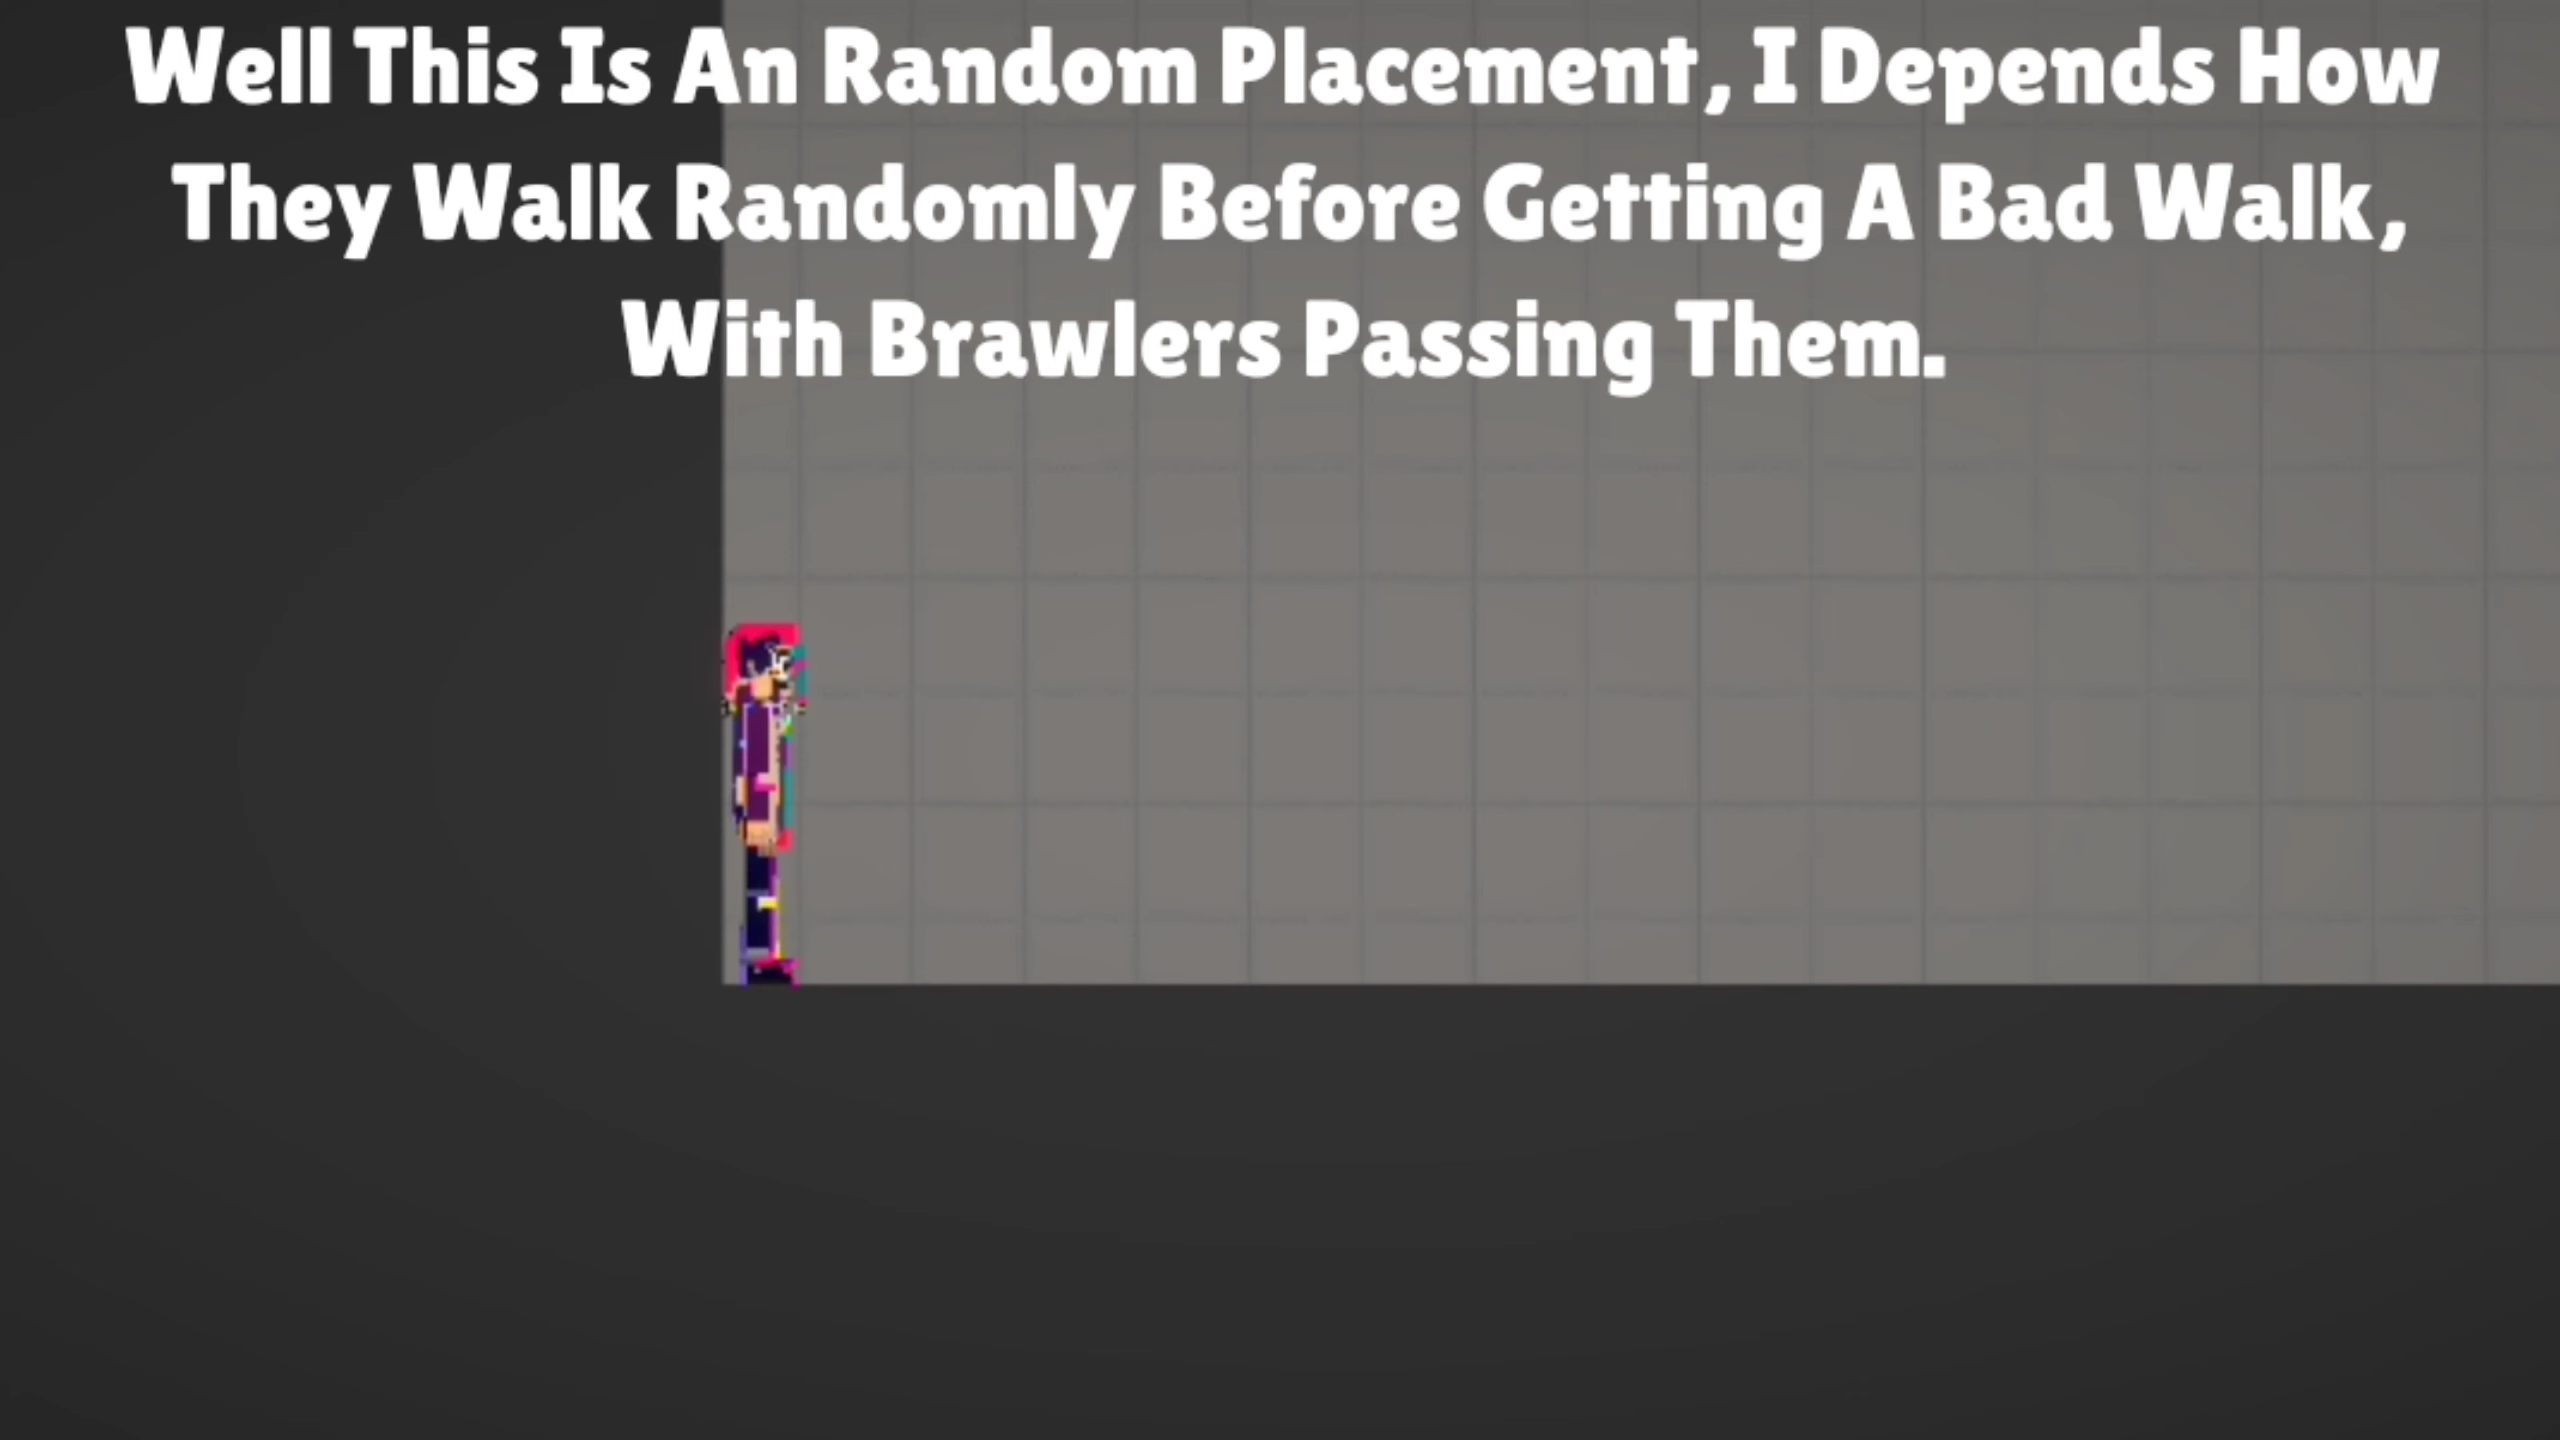 Well This Is An Random Placement, I Depends How
They Walk Randomly Before Getting A Bad Walk,
With Brawlers Passing Them.